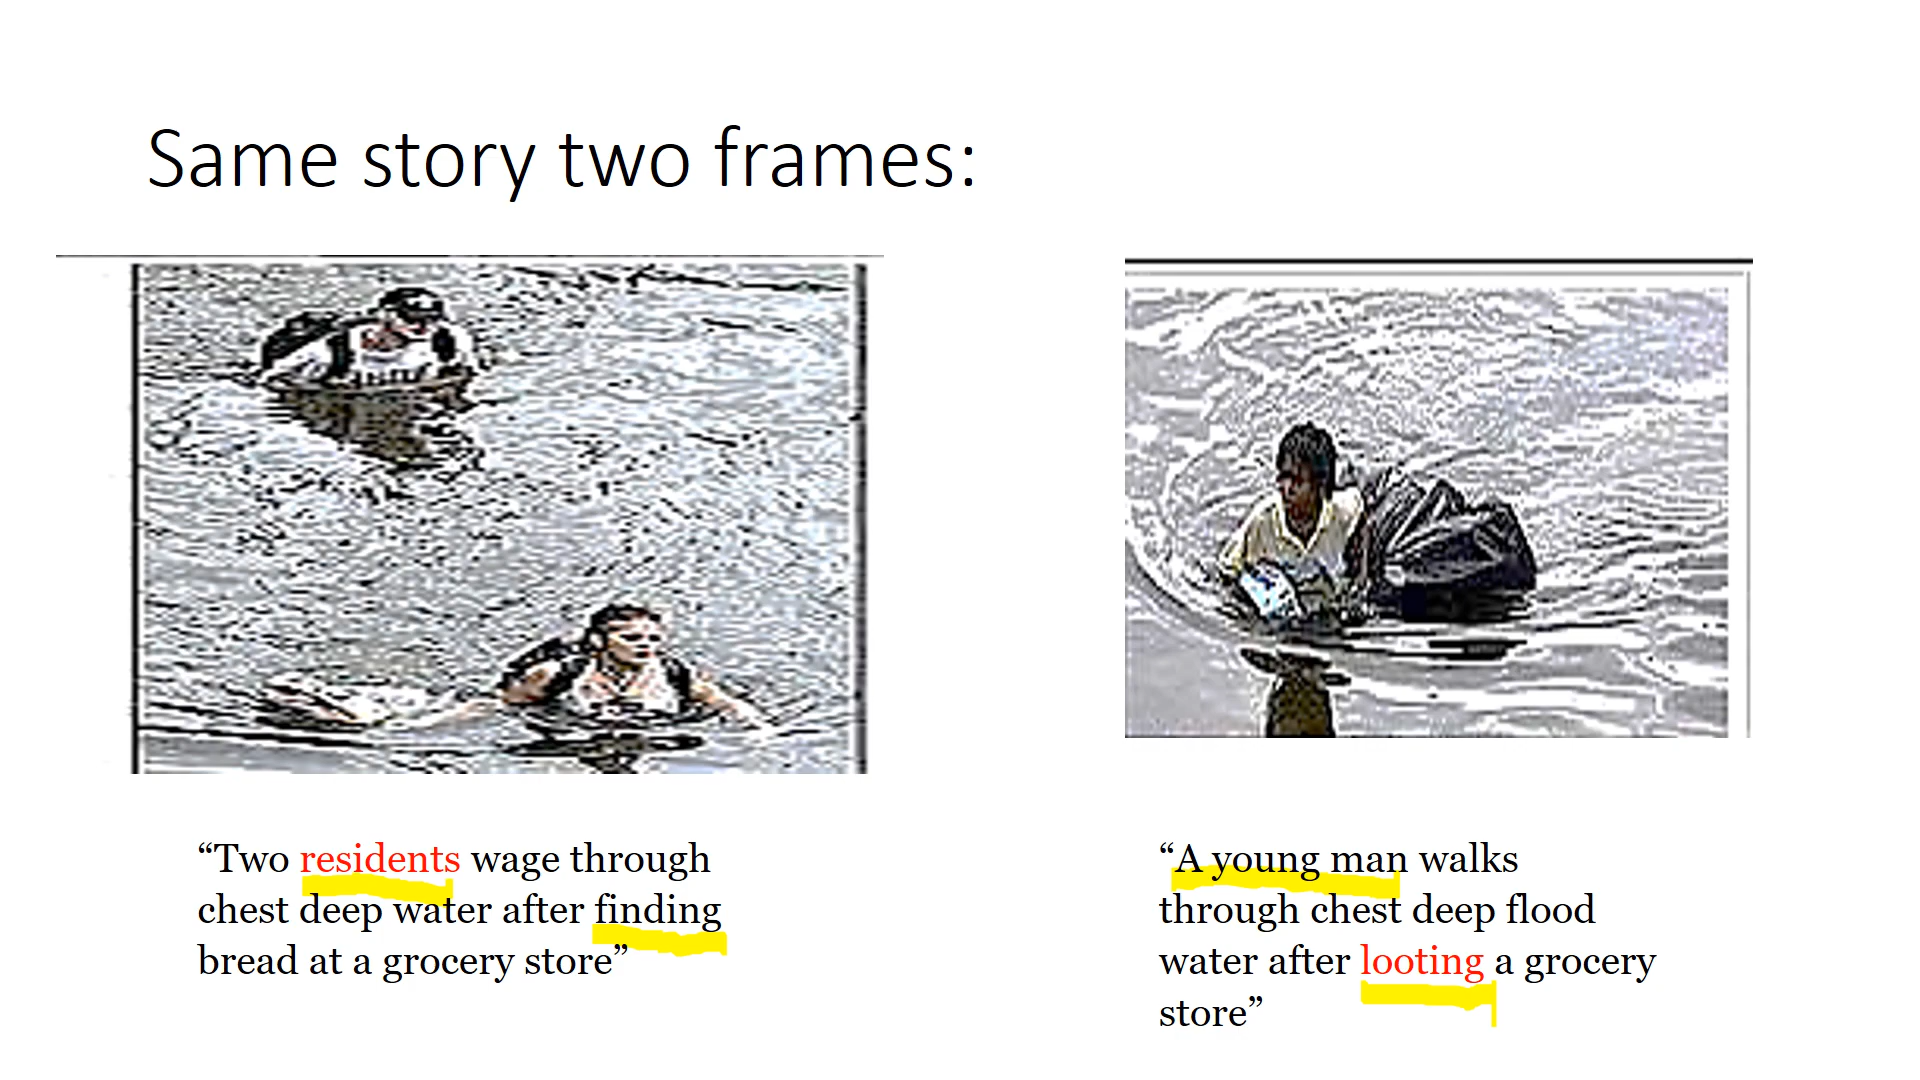 Same story two frames:
“Two residents wage through
chest deep water after finding
bread at a grocery store”
“A young man walks
through chest deep flood
water after looting a grocery
store”